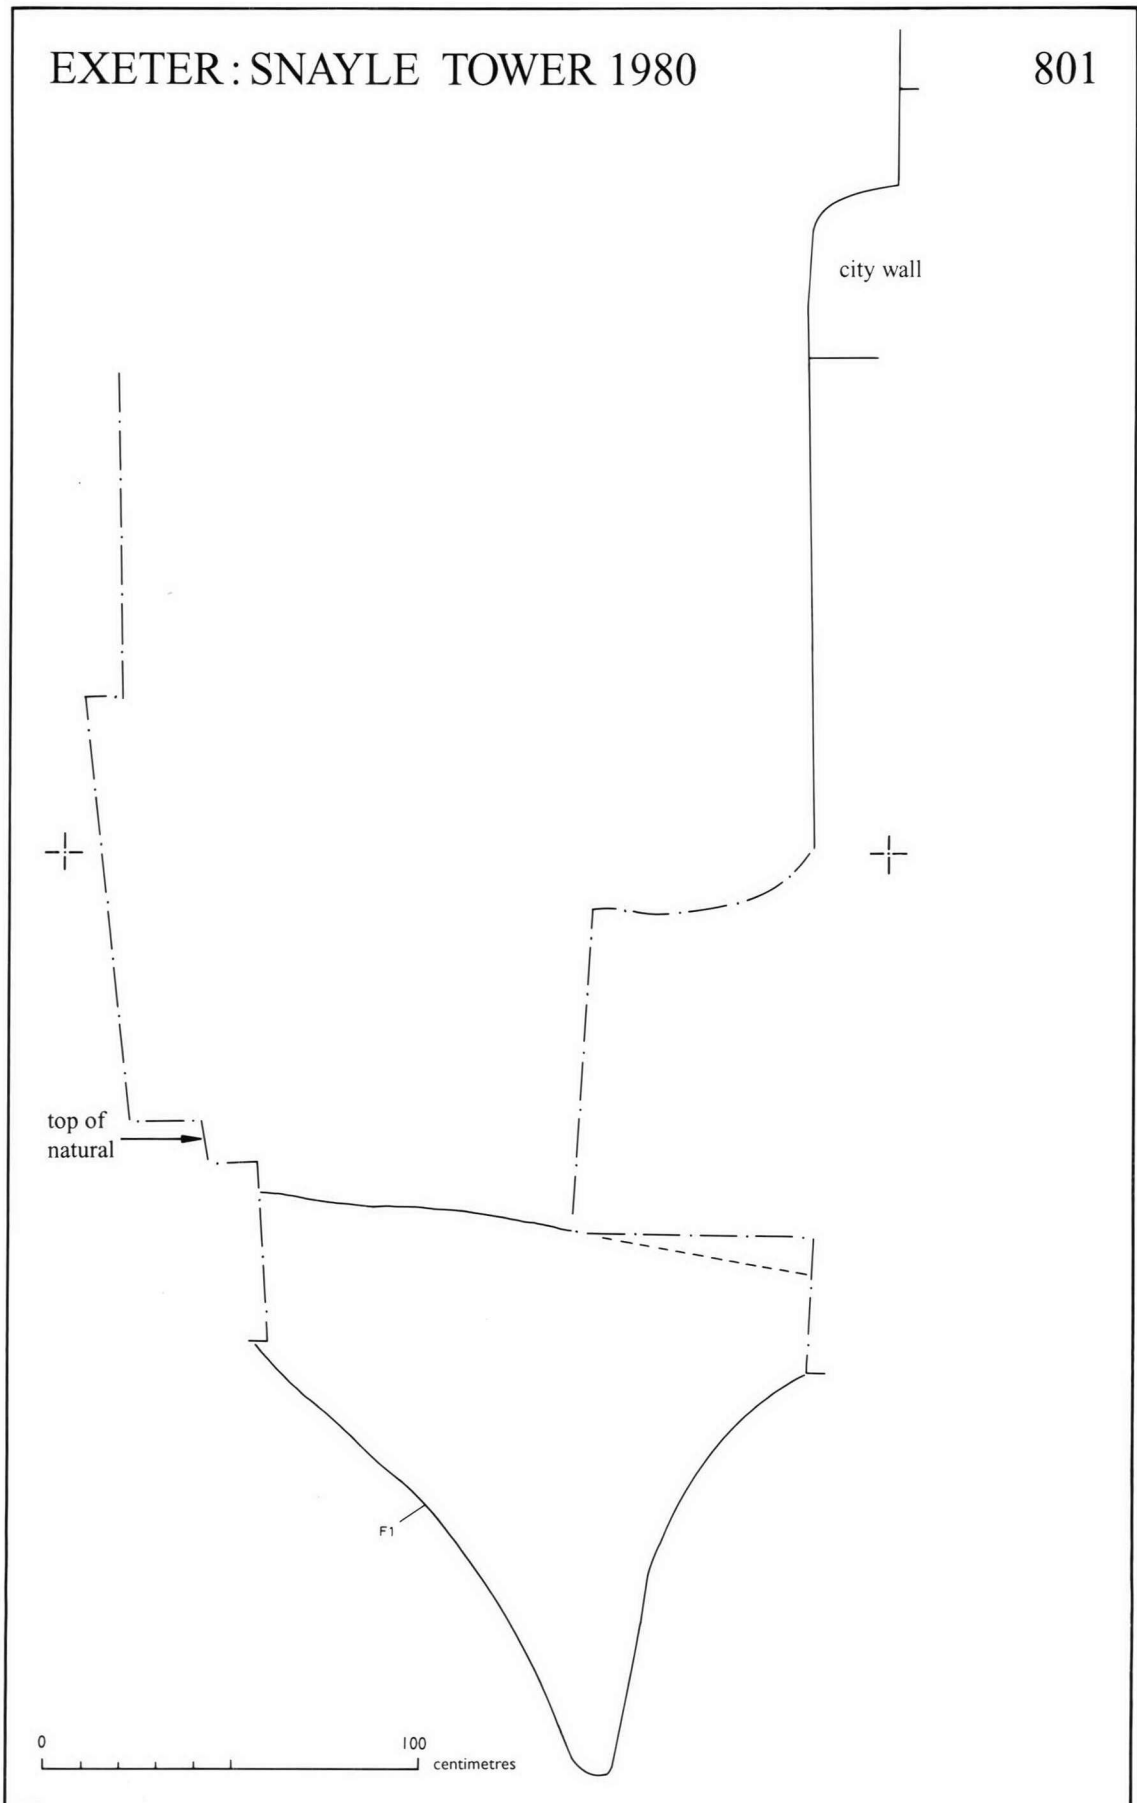 EXETER: SNAYLE TOWER 1980
801
city wall
top of
natural
F1
0
100
centimetres